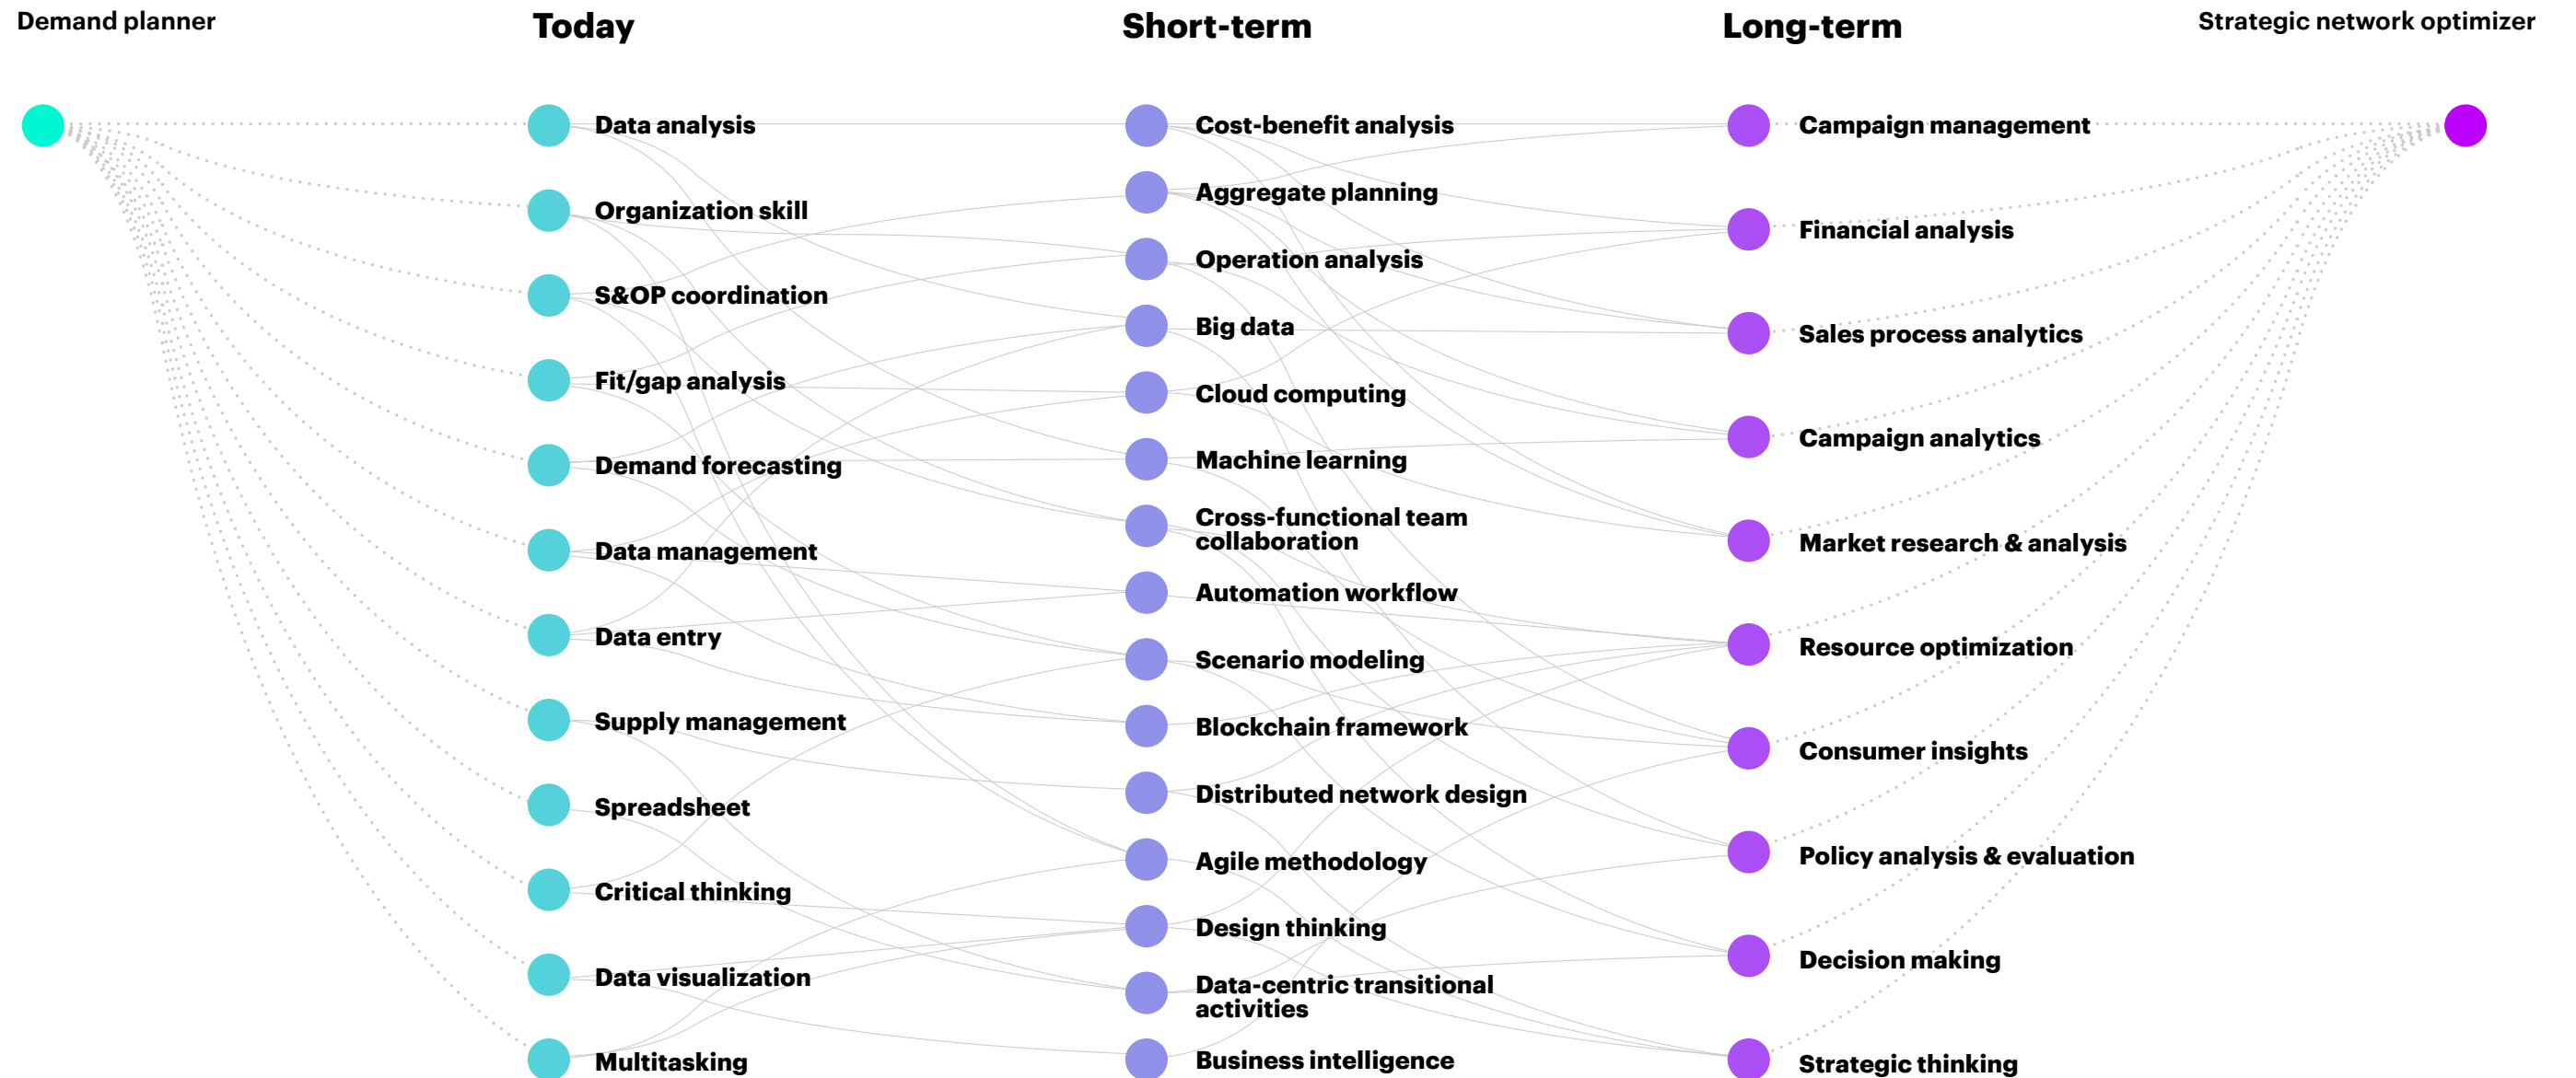 Demand planner
Today
Short-term
Long-term
Strategic network optimizer
Data analysis
Organization skill
S&OP coordination
Fit/gap analysis
Demand forecasting
Data management
Data entry
Supply management
Spreadsheet
Critical thinking
Data visualization
Multitasking
Cost-benefit analysis
Aggregate planning
Operation analysis
Big data
Cloud computing
Machine learning
Cross-functional team
collaboration
Automation workflow
Scenario modeling
Blockchain framework
Distributed network design
Agile methodology
Design thinking
Data-centric transitional
activities
Business intelligence
Campaign management
Financial analysis
Sales process analytics
Campaign analytics
Market research & analysis
Resource optimization
Consumer insights
Policy analysis & evaluation
Decision making
Strategic thinking